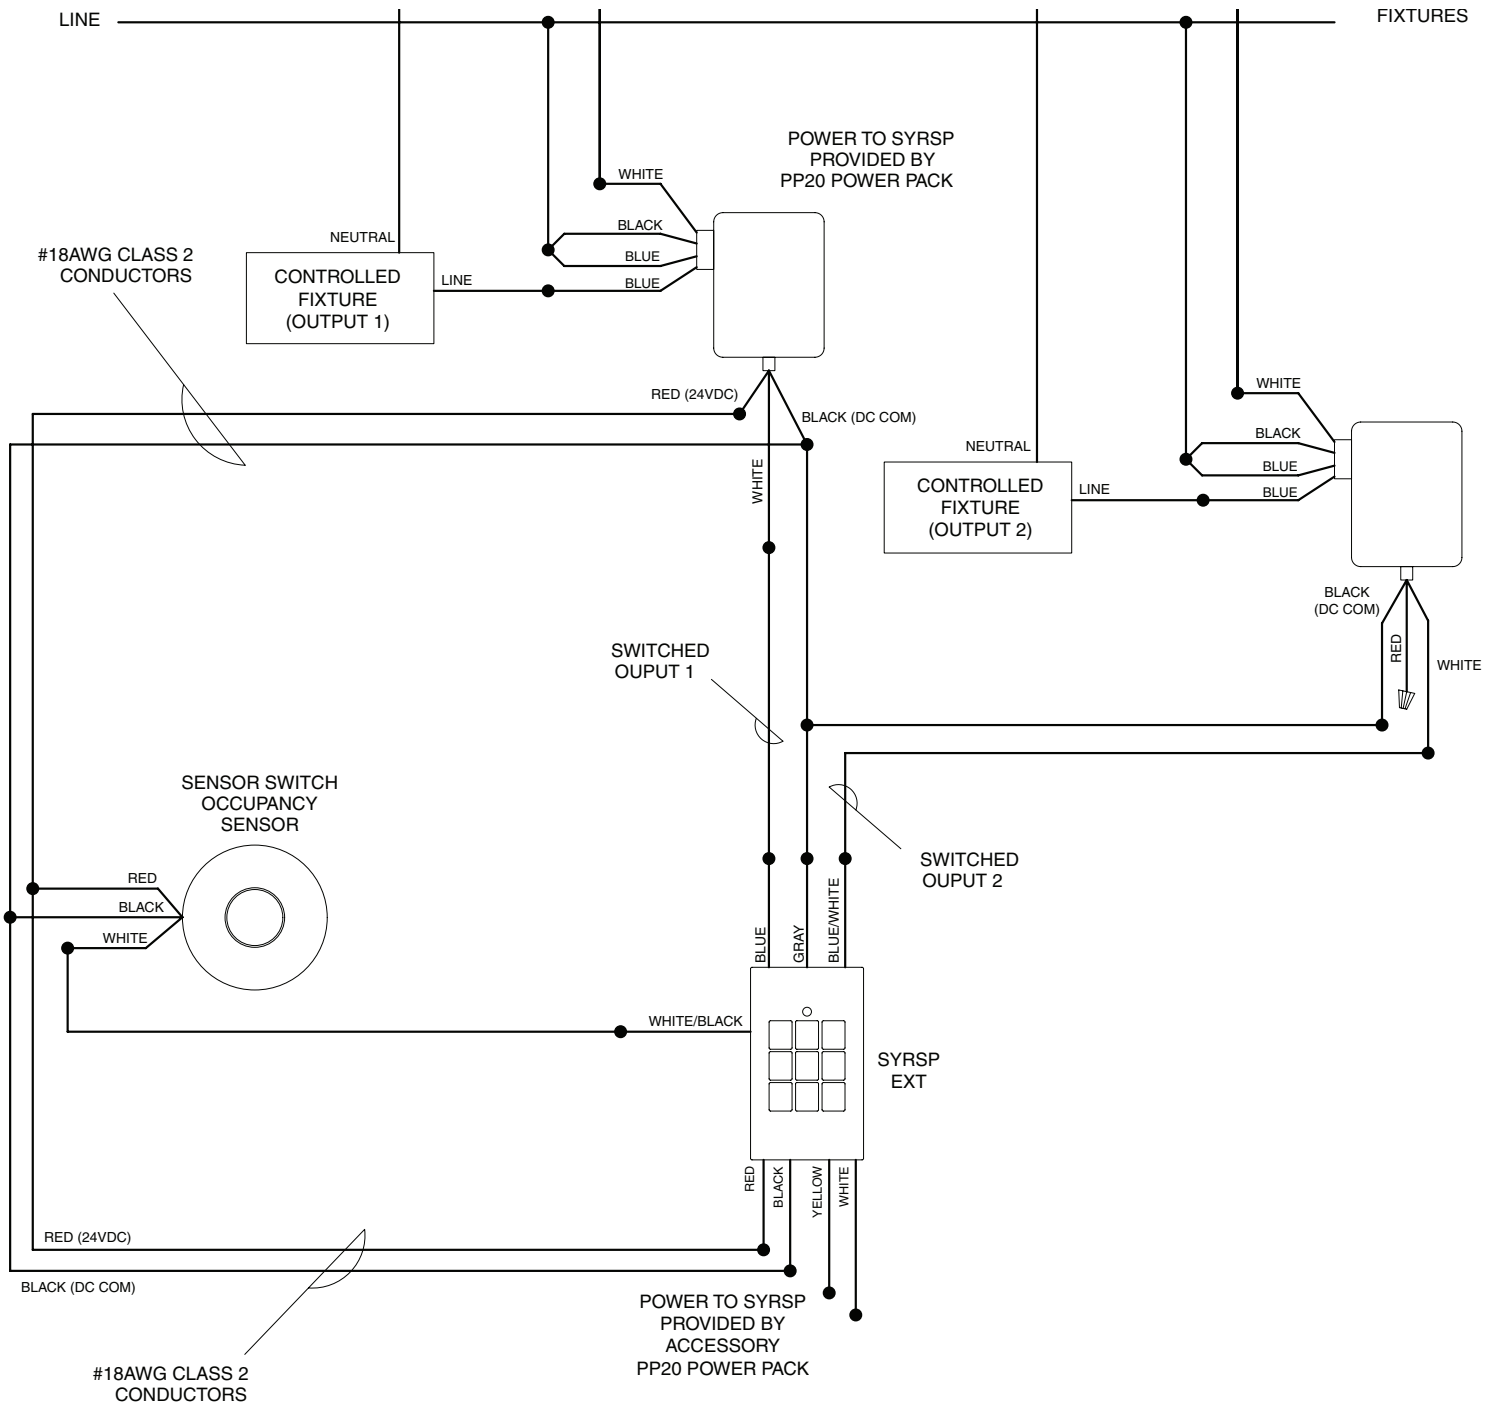 LINE
FIXTURES
POWER TO SYRSP
PROVIDED BY
PP20 POWER PACK
WHITE
BLACK
BLUE
BLUE
NEUTRAL
LINE
CONTROLLED
FIXTURE
(OUTPUT 1)
#18AWG CLASS 2
CONDUCTORS
RED (24VDC)
BLACK (DC COM)
WHITE
WHITE
BLACK
BLUE
BLUE
NEUTRAL
LINE
CONTROLLED
FIXTURE
(OUTPUT 2)
BLACK
(DC COM)
RED
WHITE
SWITCHED
OUPUT 1
SENSOR SWITCH
OCCUPANCY
SENSOR
RED
BLACK
WHITE
SWITCHED
OUPUT 2
BLUE
GRAY
BLUE/WHITE
WHITE/BLACK
SYRSP
EXT
RED
BLACK
YELLOW
WHITE
RED (24VDC)
BLACK (DC COM)
POWER TO SYRSP
PROVIDED BY
ACCESSORY
PP20 POWER PACK
#18AWG CLASS 2
CONDUCTORS